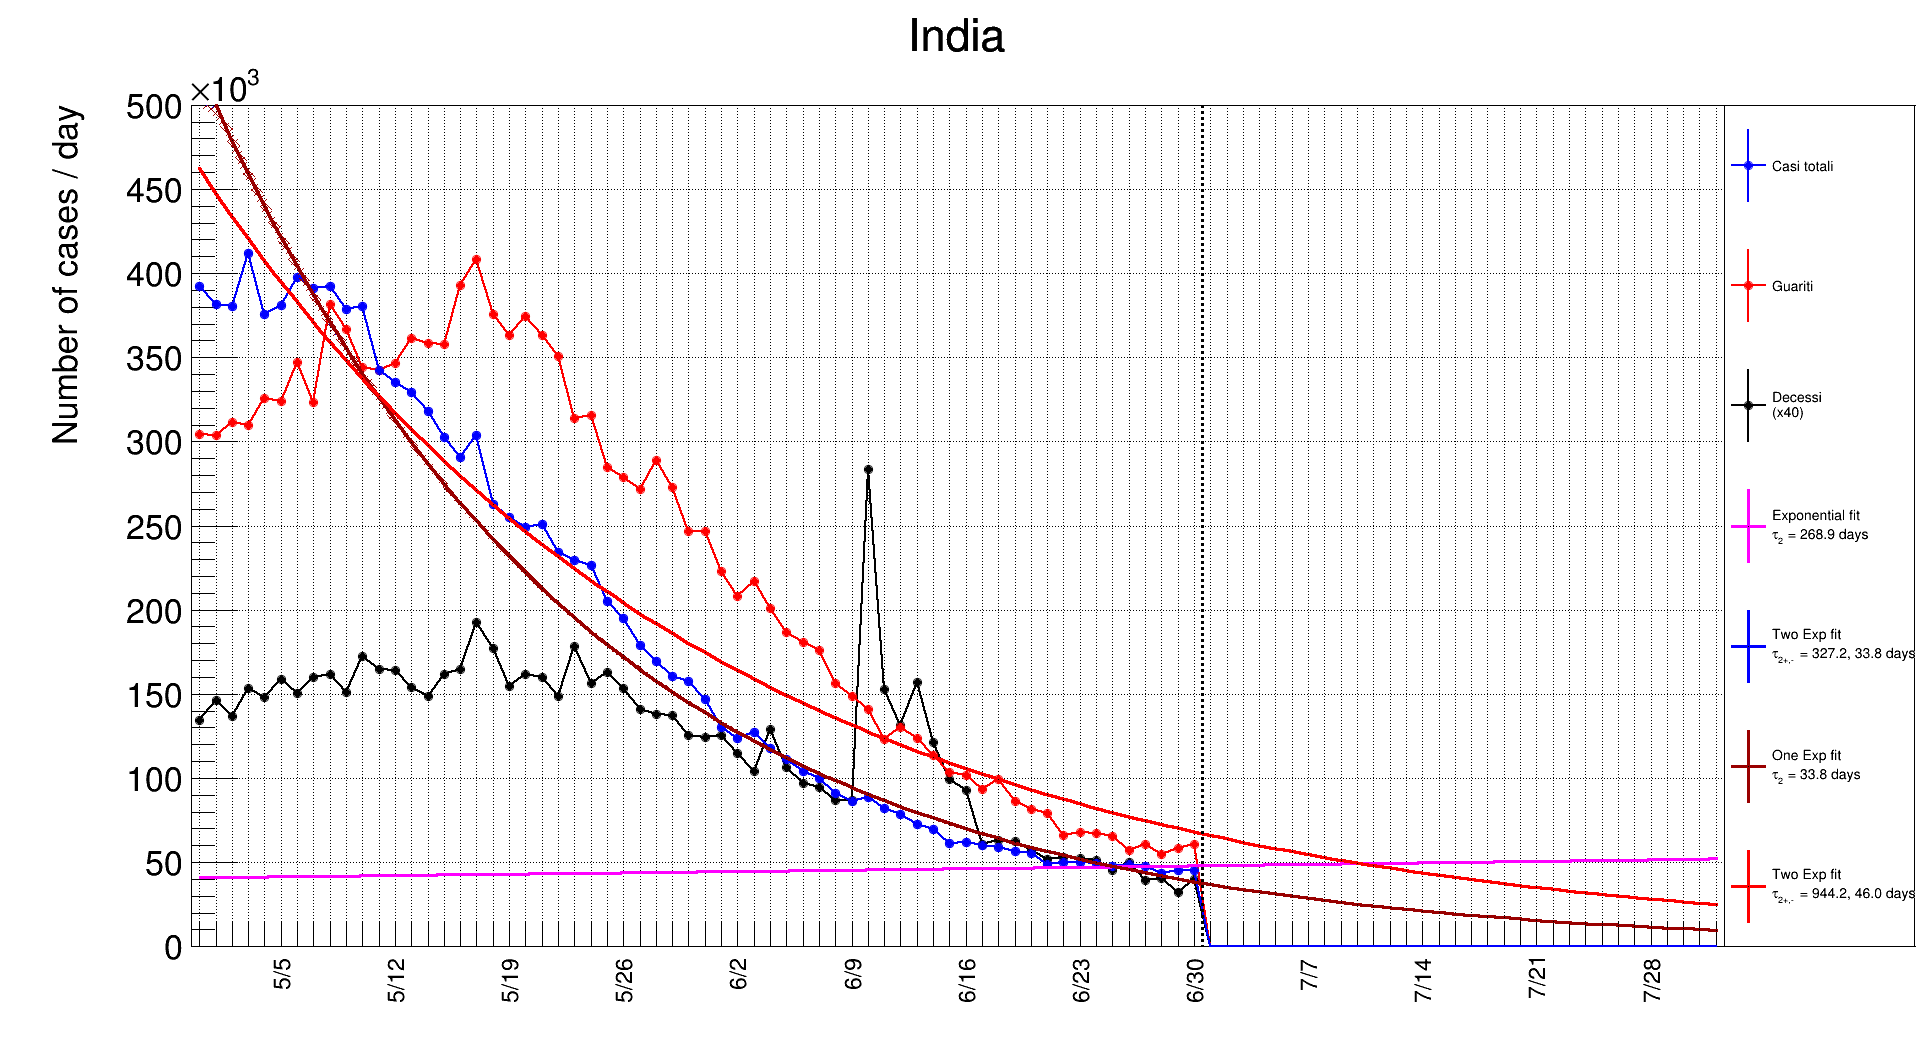 India
×10³
Number of cases / day
500
450
400
350
300
250
200
150
100
50
0
5/5
5/12
5/19
5/26
6/2
6/9
6/16
6/23
6/30
7/7
7/14
7/21
7/28
Casi totali
Guariti
Decessi
(x40)
Exponential fit
τ₂ = 268.9 days
Two Exp fit
τ₂₊,₋ = 327.2, 33.8 days
One Exp fit
τ₂ = 33.8 days
Two Exp fit
τ₂₊,₋ = 944.2, 46.0 days